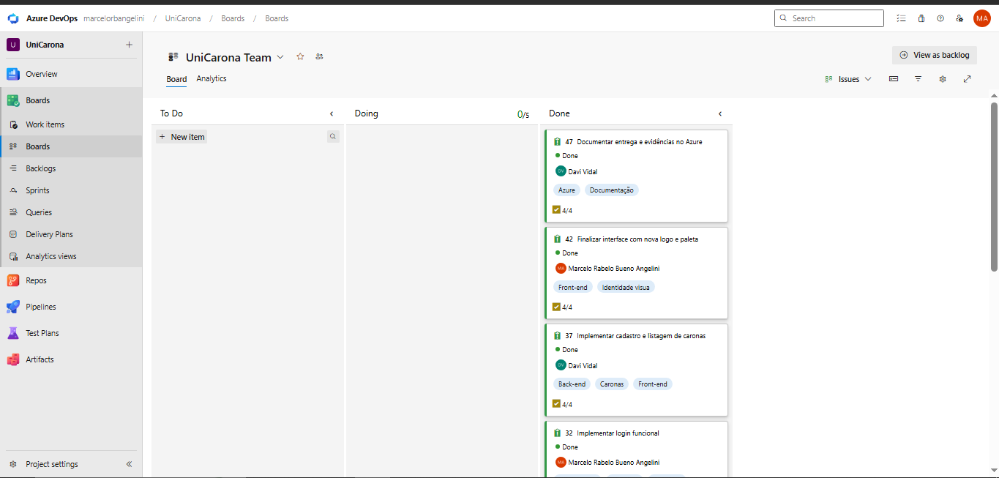 Azure DevOps marcelorbangelini / UniCarona / Boards / Boards
Search
MA
U UniCarona
UniCarona Team
View as backlog
Board Analytics
Issues
Overview
Boards
Work items
Boards
Backlogs
Sprints
Queries
Delivery Plans
Analytics views
Repos
Pipelines
Test Plans
Artifacts
Project settings
To Do
+ New item
Doing 0/5
Done
47 Documentar entrega e evidências no Azure
Done
DV Davi Vidal
Azure Documentação
4/4
42 Finalizar interface com nova logo e paleta
Done
MA Marcelo Rabelo Bueno Angelini
Front-end Identidade visua
4/4
37 Implementar cadastro e listagem de caronas
Done
DV Davi Vidal
Back-end Caronas Front-end
4/4
32 Implementar login funcional
Done
MA Marcelo Rabelo Bueno Angelini